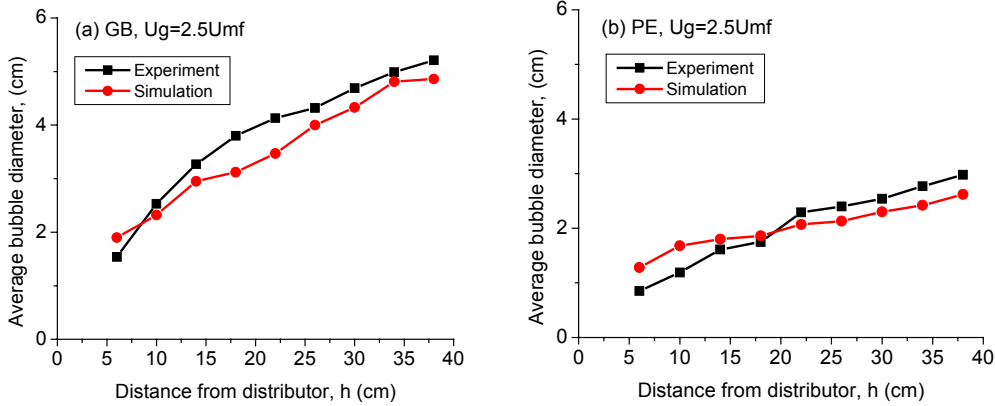 (a) GB, Ug=2.5Umf
Experiment
Simulation
Average bubble diameter, (cm)
6
4
2
0
0 5 10 15 20 25 30 35 40
Distance from distributor, h (cm)
(b) PE, Ug=2.5Umf
Experiment
Simulation
Average bubble diameter, (cm)
6
4
2
0
0 5 10 15 20 25 30 35 40
Distance from distributor, h (cm)